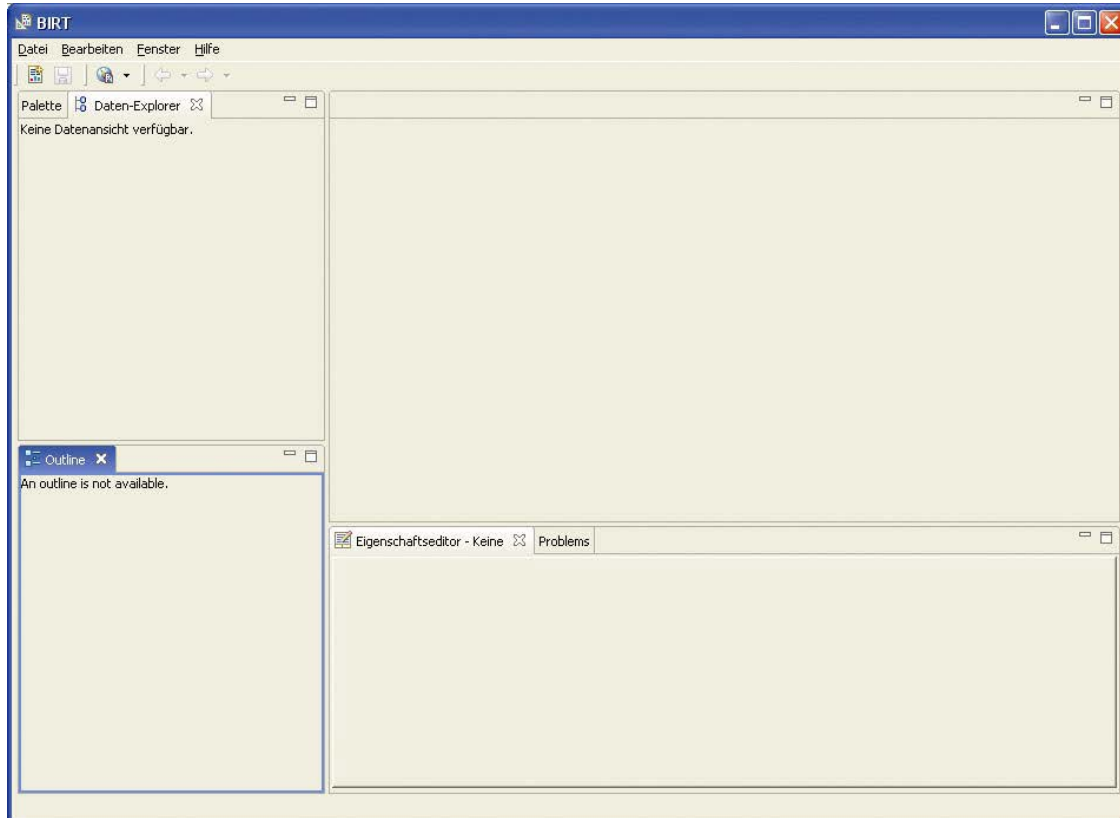 BIRT
Datei Bearbeiten Fenster Hilfe
Palette Daten-Explorer
Keine Datenansicht verfügbar.
Outline
An outline is not available.
Eigenschaftseditor - Keine Problems